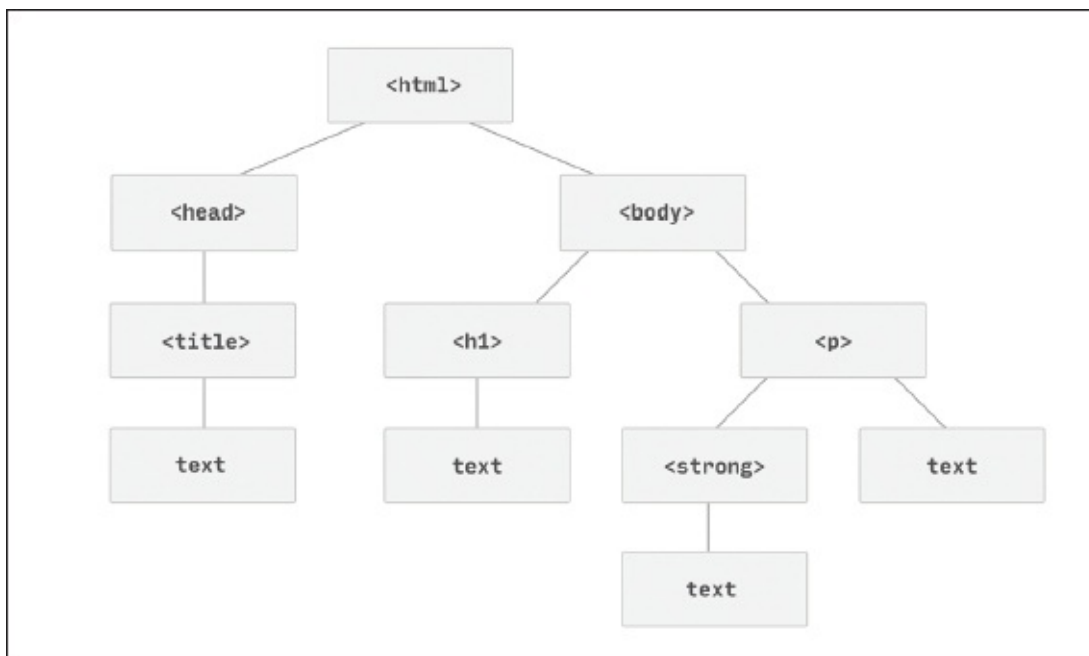 <html>
<head> <body>
<title> <h1> <p>
text text <strong> text
text